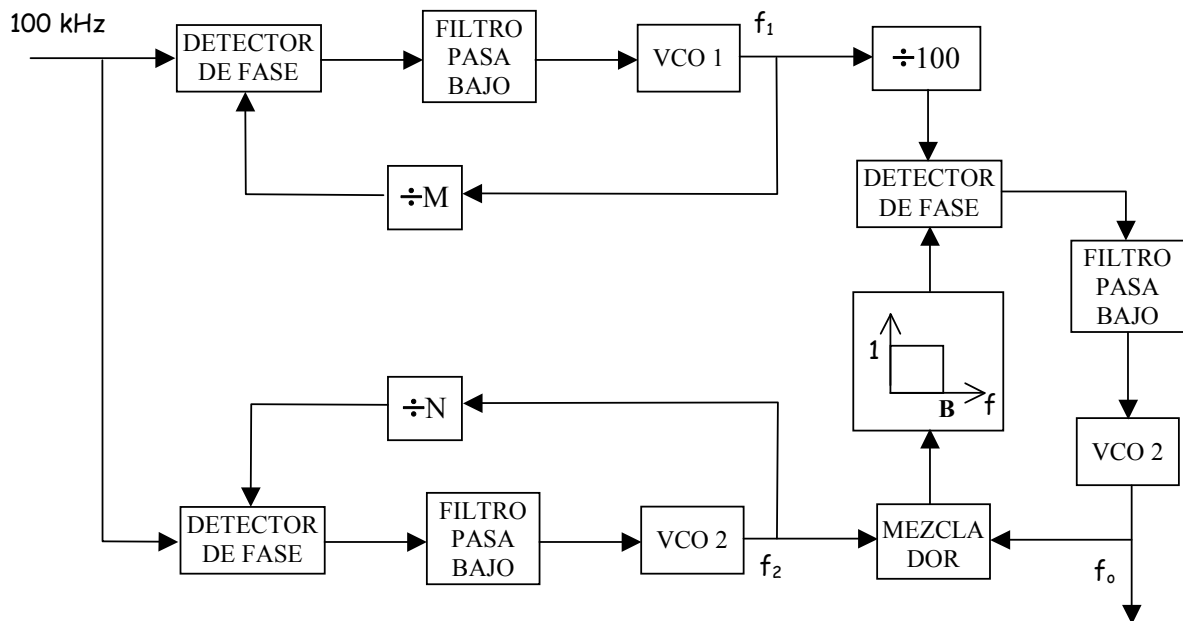 100 kHz
DETECTOR
DE FASE
FILTRO
PASA
BAJO
VCO 1
f1
÷100
÷M
DETECTOR
DE FASE
FILTRO
PASA
BAJO
1
B
f
÷N
VCO 2
DETECTOR
DE FASE
FILTRO
PASA
BAJO
VCO 2
f2
MEZCLA
DOR
fo